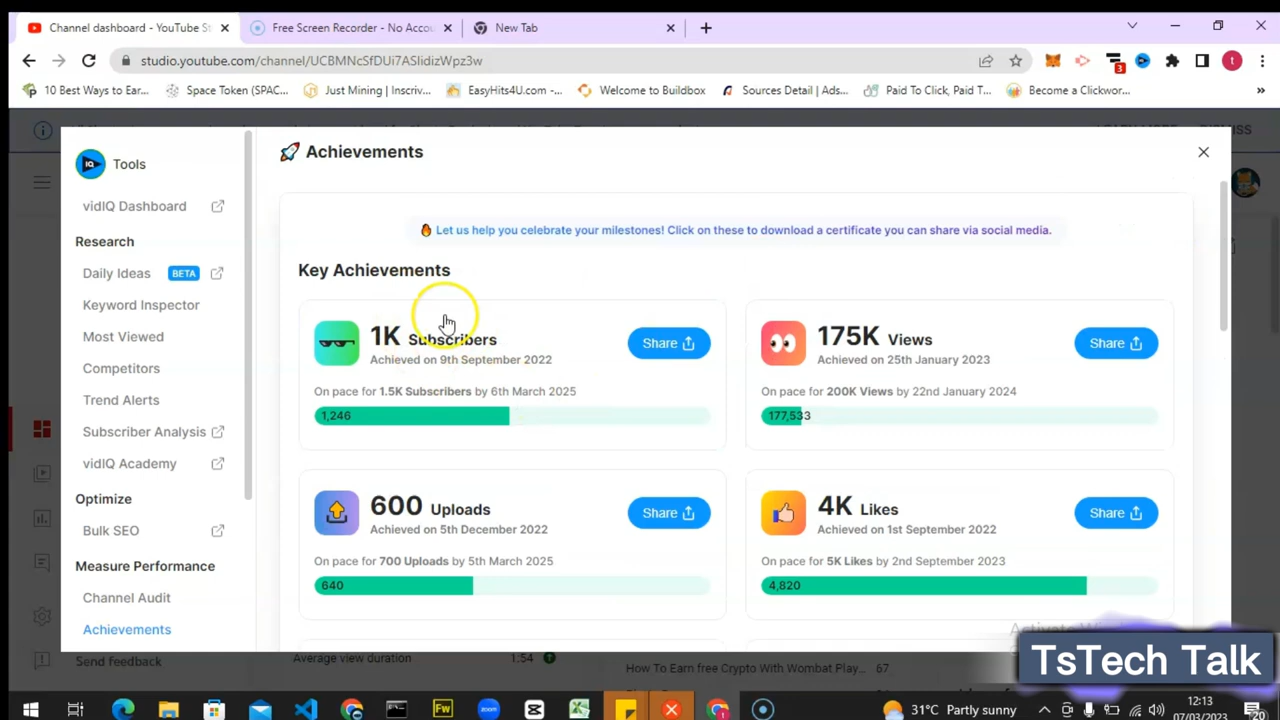 Channel dashboard - YouTube St
Free Screen Recorder - No Accou
New Tab
studio.youtube.com/channel/UCBMNcSfDUi7ASlidizWpz3w
3
t
10 Best Ways to Ear...
Space Token (SPAC...
Just Mining | Inscriv...
EasyHits4U.com -...
Welcome to Buildbox
Sources Detail | Ads...
Paid To Click, Paid T...
Become a Clickwor...
»
IQ Tools
vidIQ Dashboard
Research
Daily Ideas BETA
Keyword Inspector
Most Viewed
Competitors
Trend Alerts
Subscriber Analysis
vidIQ Academy
Optimize
Bulk SEO
Measure Performance
Channel Audit
Achievements
Send feedback
Achievements
Let us help you celebrate your milestones! Click on these to download a certificate you can share via social media.
Key Achievements
1K Subscribers
Achieved on 9th September 2022
Share
On pace for 1.5K Subscribers by 6th March 2025
1,246
175K Views
Achieved on 25th January 2023
Share
On pace for 200K Views by 22nd January 2024
177,533
600 Uploads
Achieved on 5th December 2022
Share
On pace for 700 Uploads by 5th March 2025
640
4K Likes
Achieved on 1st September 2022
Share
On pace for 5K Likes by 2nd September 2023
4,820
Average view duration
1:54
How To Earn free Crypto With Wombat Play...
67
TsTech Talk
Fw
zoom
31°C Partly sunny
12:13
07/03/2023
20